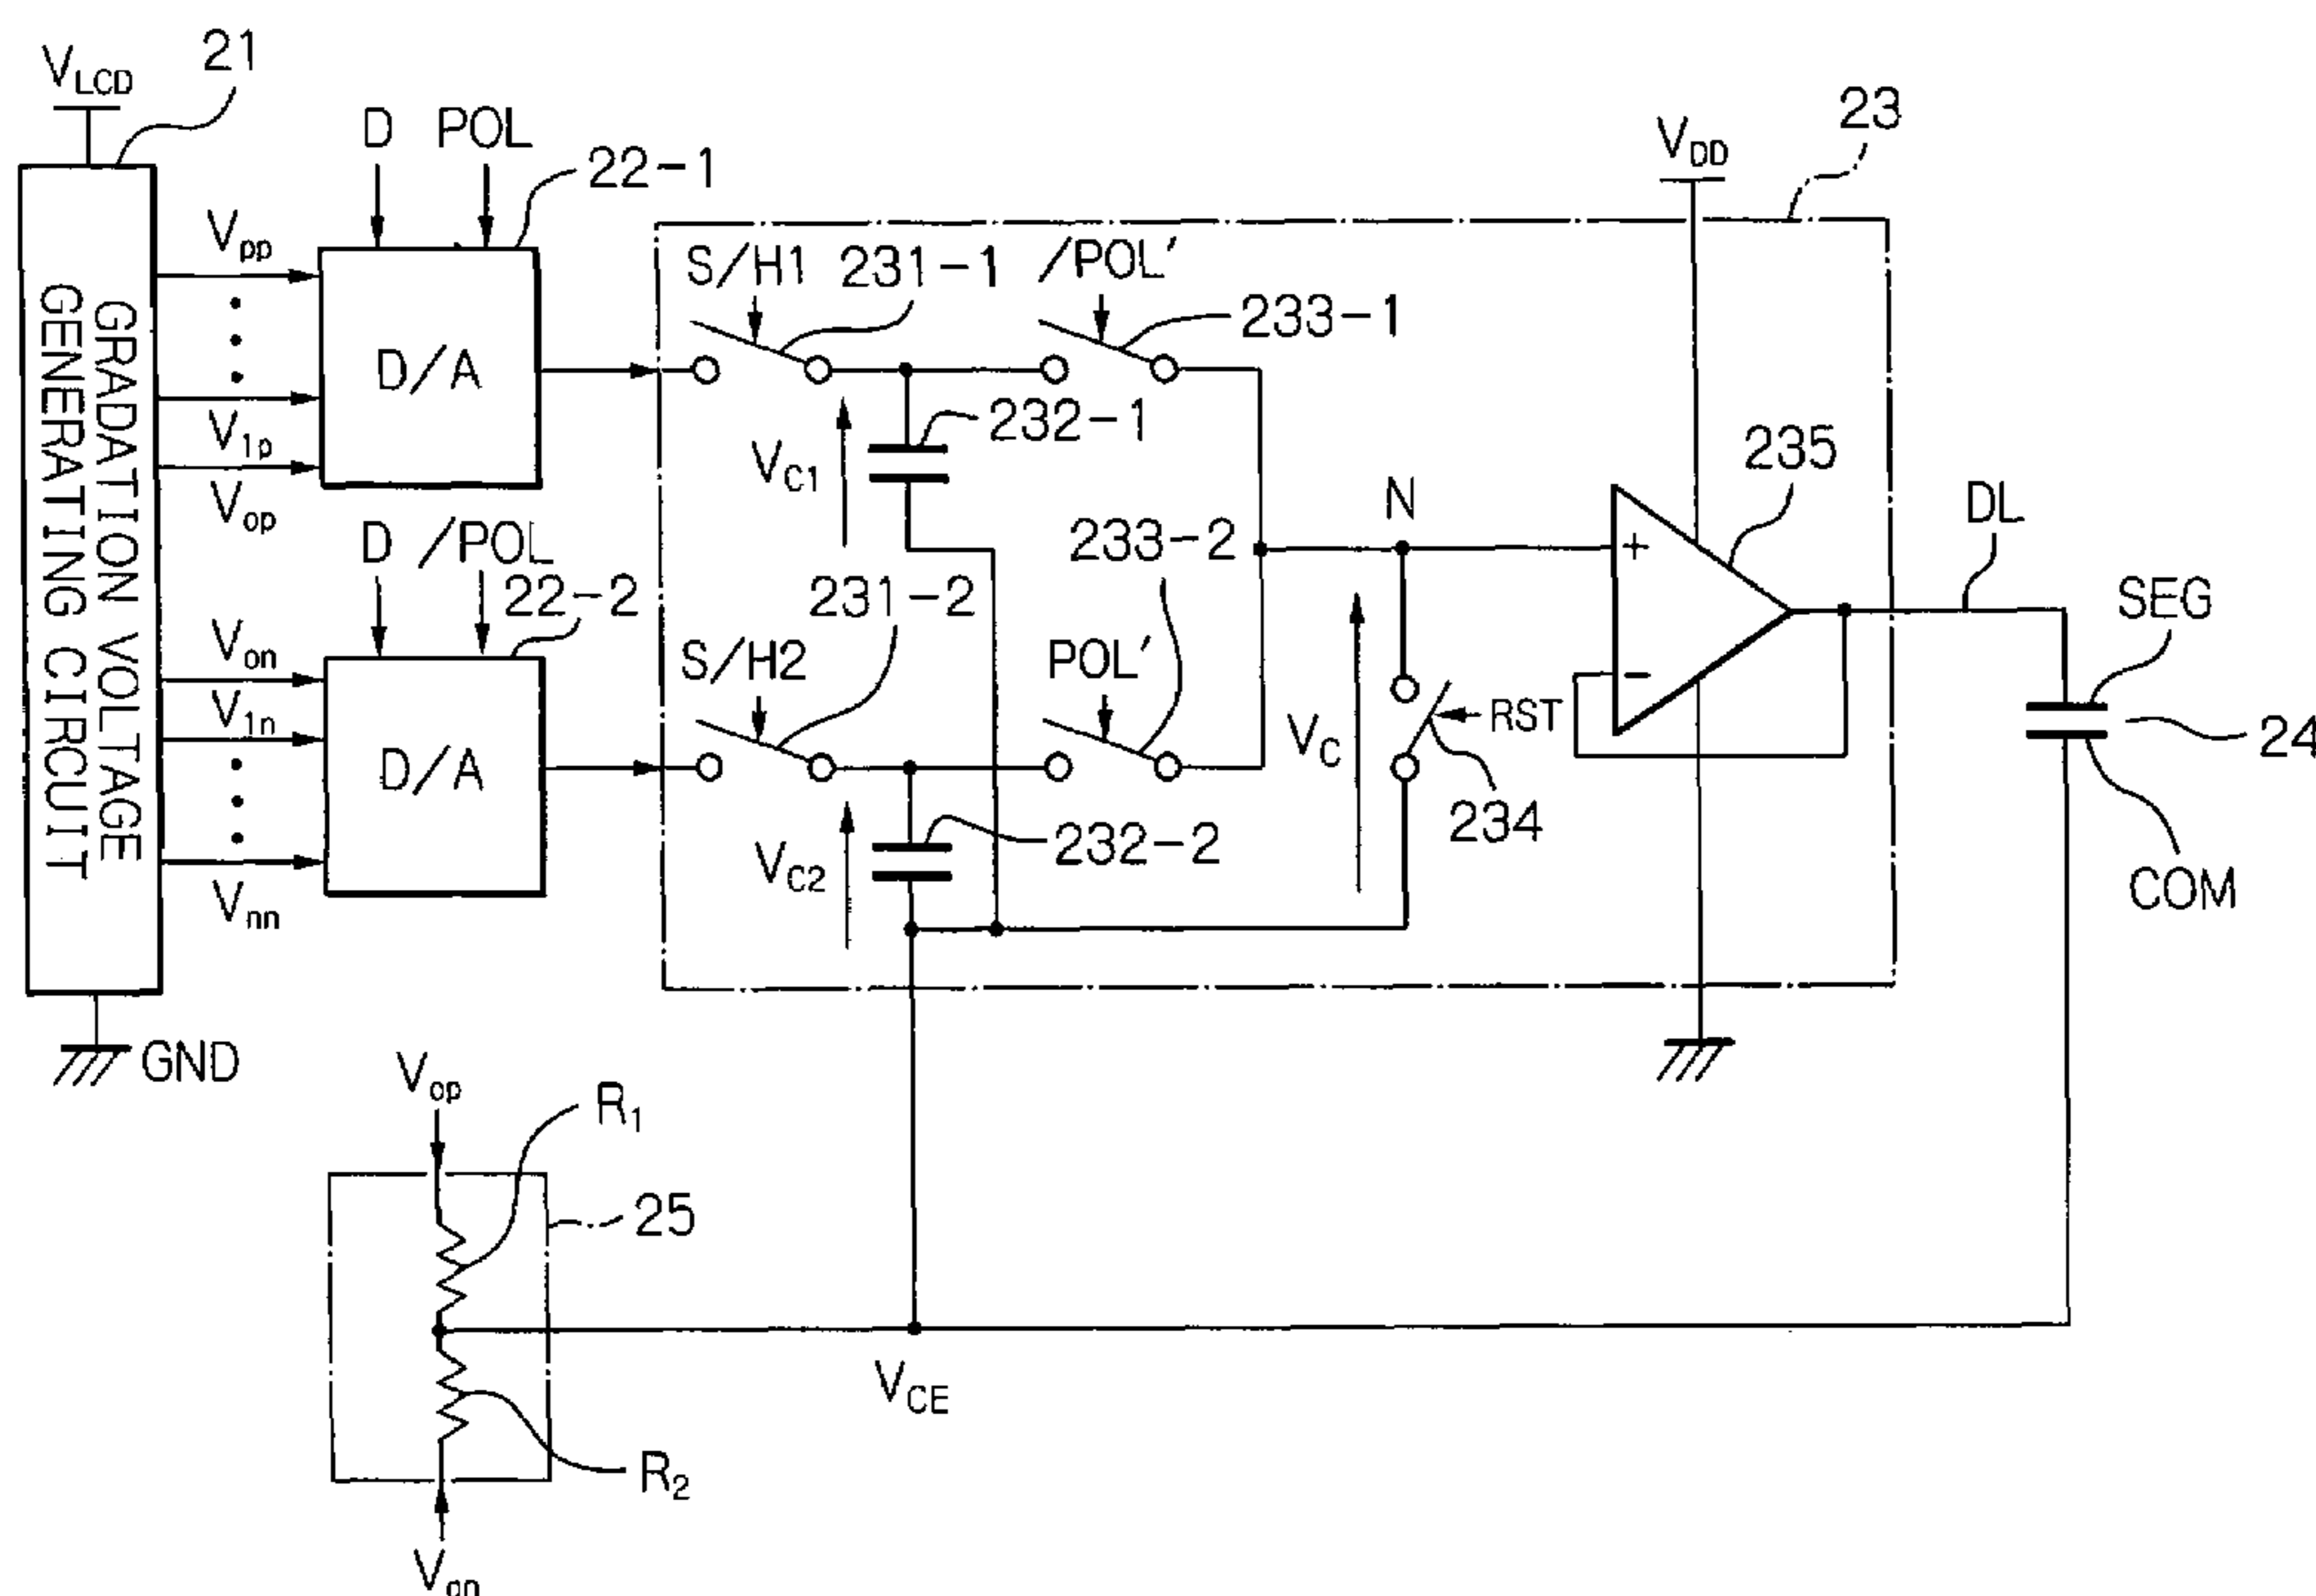 V_LCD
21
D POL
22-1
V_pp
V_1p
V_op
D/A
D /POL
22-2
V_on
V_1n
V_nn
D/A
GRADATION VOLTAGE
GENERATING CIRCUIT
GND
23
S/H1
231-1
/POL′
233-1
232-1
V_C1
233-2
231-2
S/H2
POL′
232-2
V_C2
N
V_C
RST
234
V_DD
235
DL
SEG
24
COM
V_op
R_1
25
R_2
V_on
V_CE